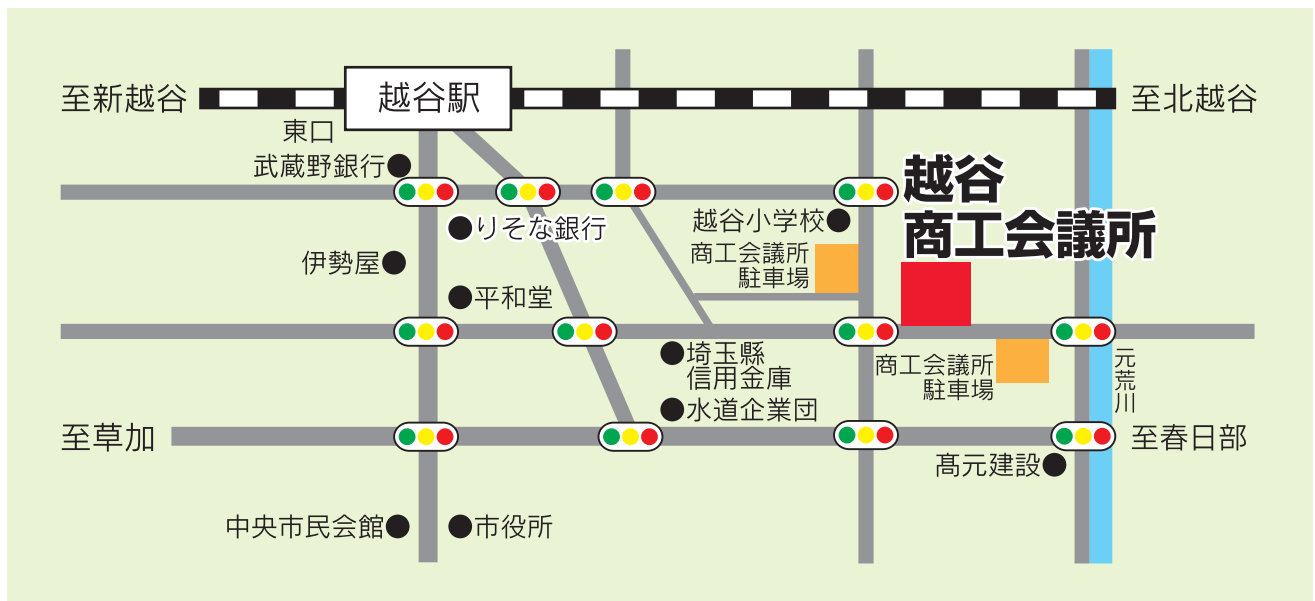 至新越谷
越谷駅
至北越谷
東口
武蔵野銀行
越谷
商工会議所
りそな銀行
越谷小学校
商工会議所
駐車場
伊勢屋
平和堂
埼玉縣
信用金庫
商工会議所
駐車場
元荒川
水道企業団
至草加
至春日部
髙元建設
中央市民会館
市役所